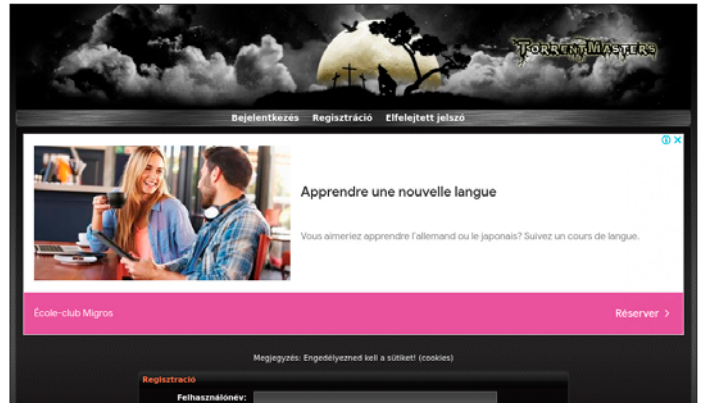 TorrentMasters
Bejelentkezés Regisztráció Elfelejtett jelszó
Apprendre une nouvelle langue
Vous aimeriez apprendre l'allemand ou le japonais? Suivez un cours de langue.
École-club Migros
Réserver >
Megjegyzés: Engedélyezned kell a sütiket! (cookies)
Regisztració
Felhasználónév: